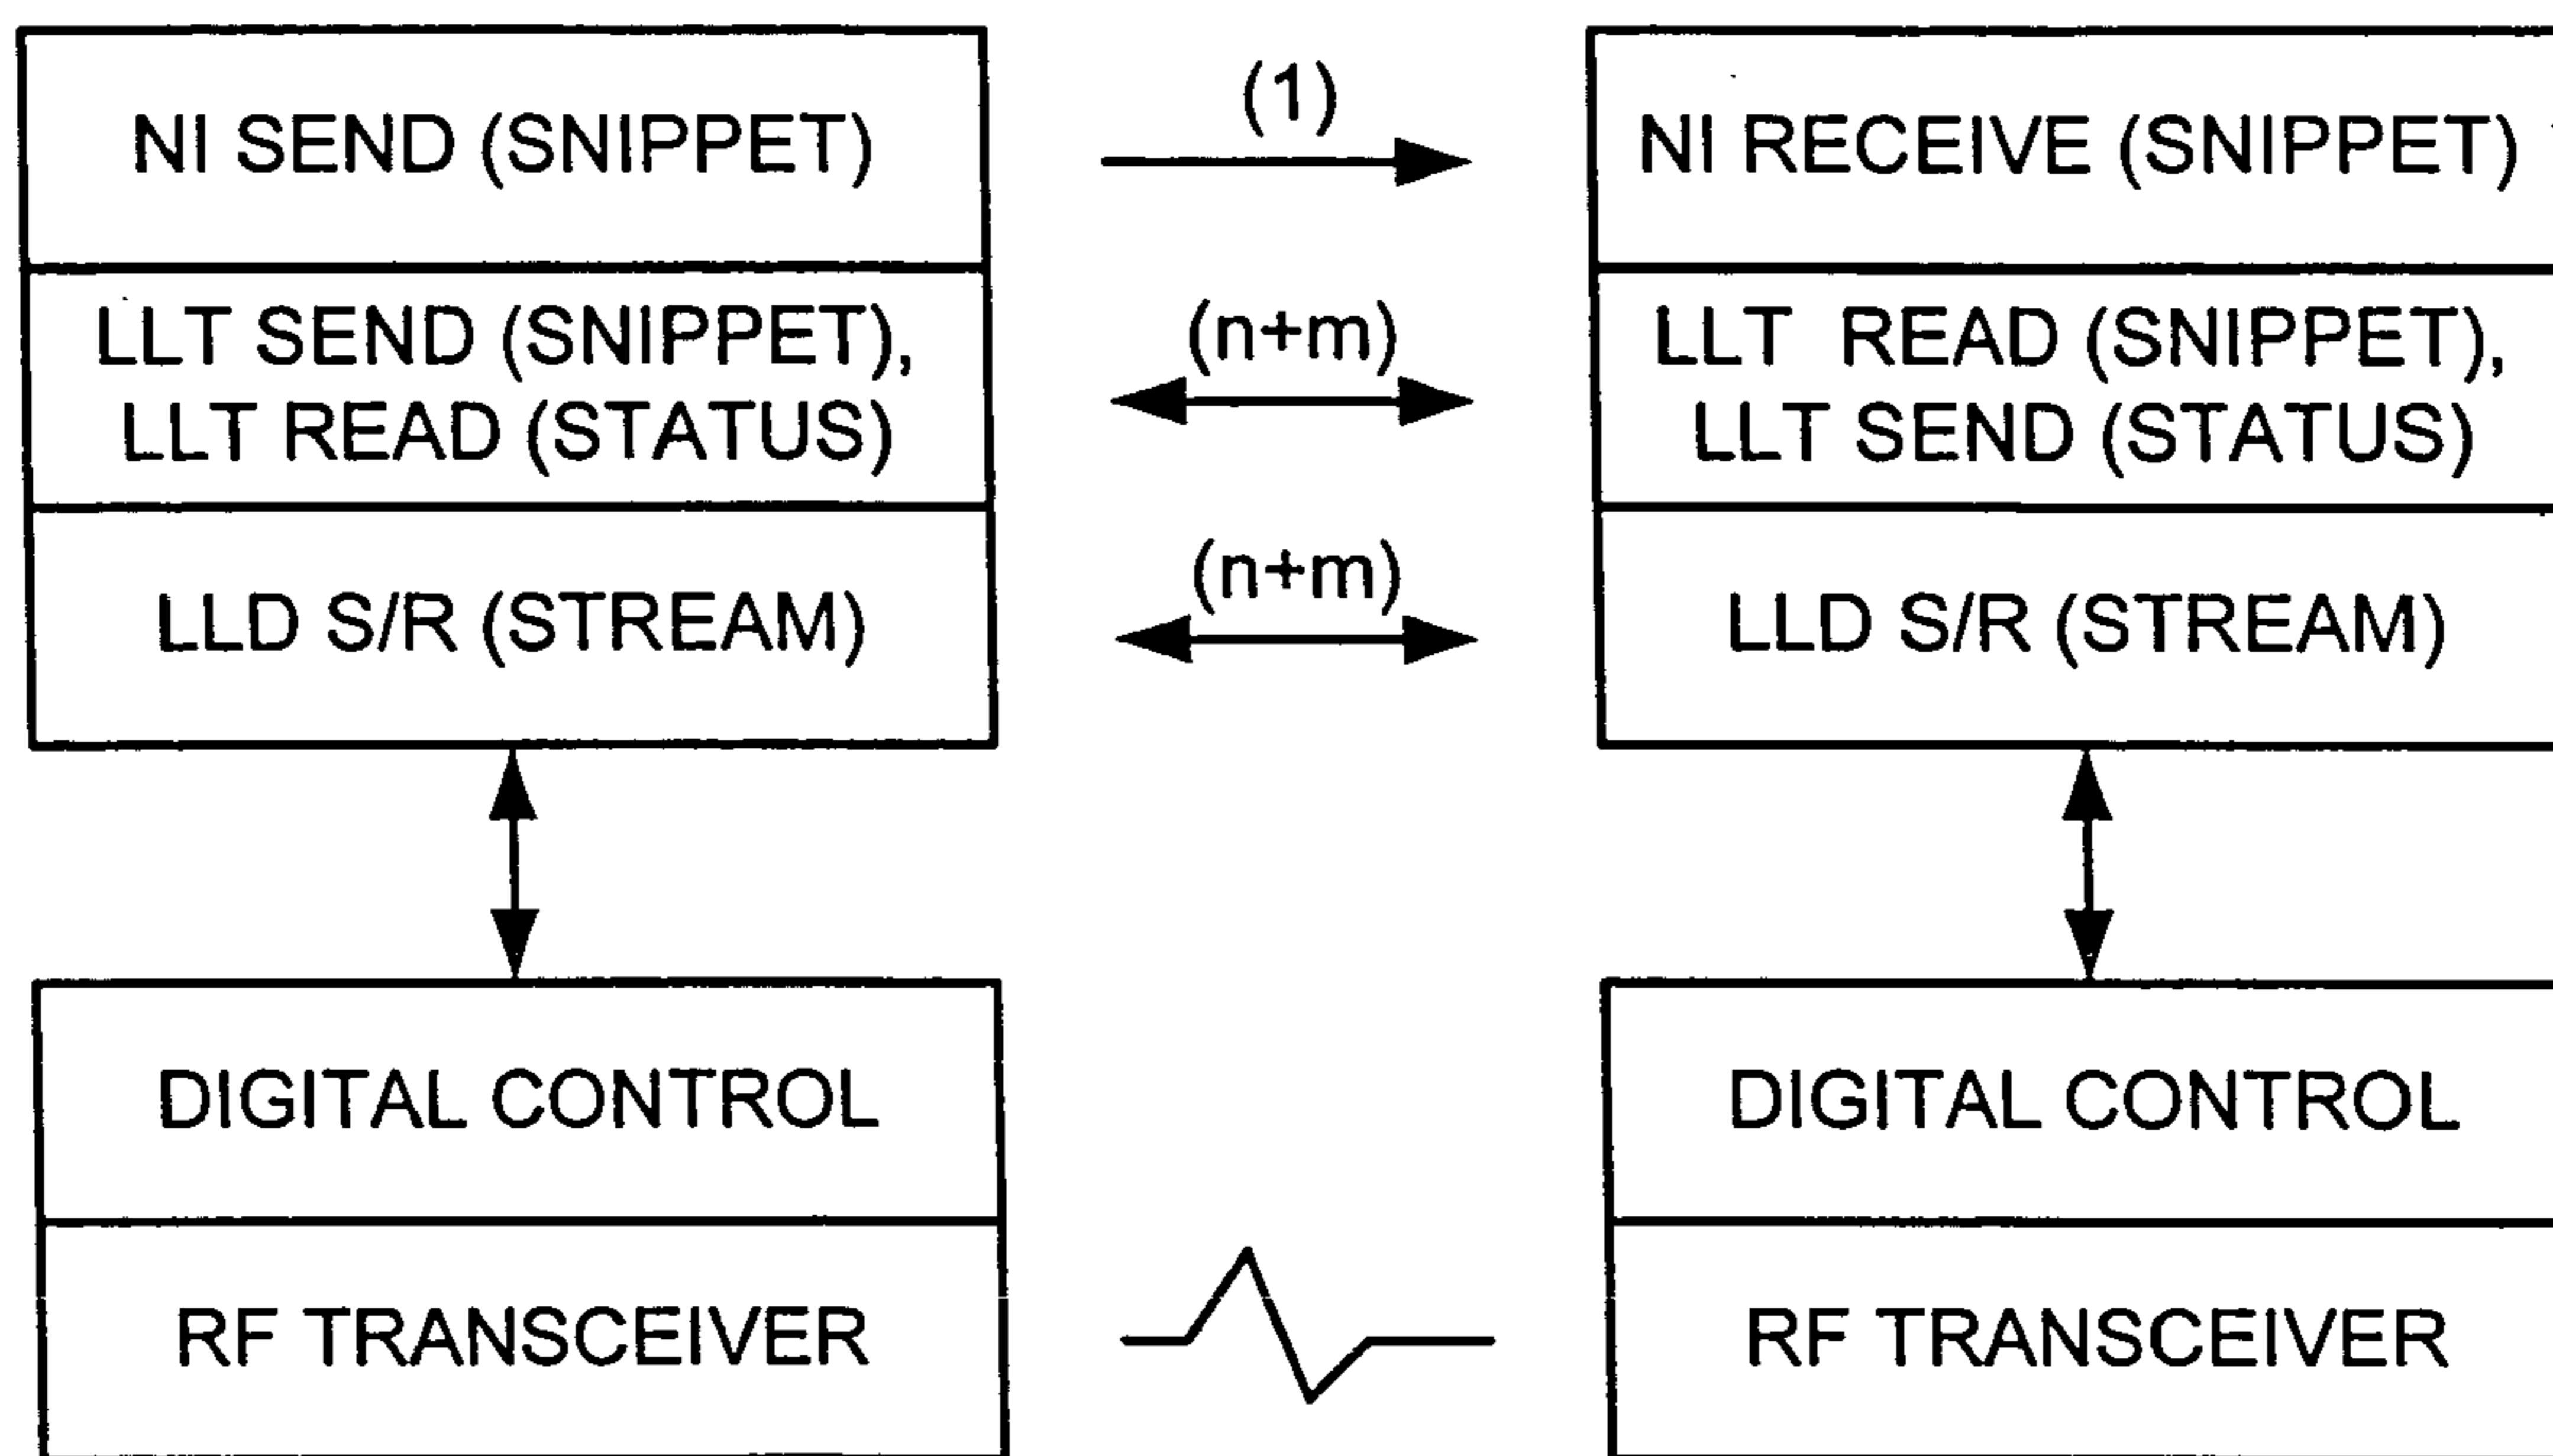 NI SEND (SNIPPET)
(1)
NI RECEIVE (SNIPPET)
LLT SEND (SNIPPET),
LLT READ (STATUS)
(n+m)
LLT READ (SNIPPET),
LLT SEND (STATUS)
LLD S/R (STREAM)
(n+m)
LLD S/R (STREAM)
DIGITAL CONTROL
DIGITAL CONTROL
RF TRANSCEIVER
RF TRANSCEIVER